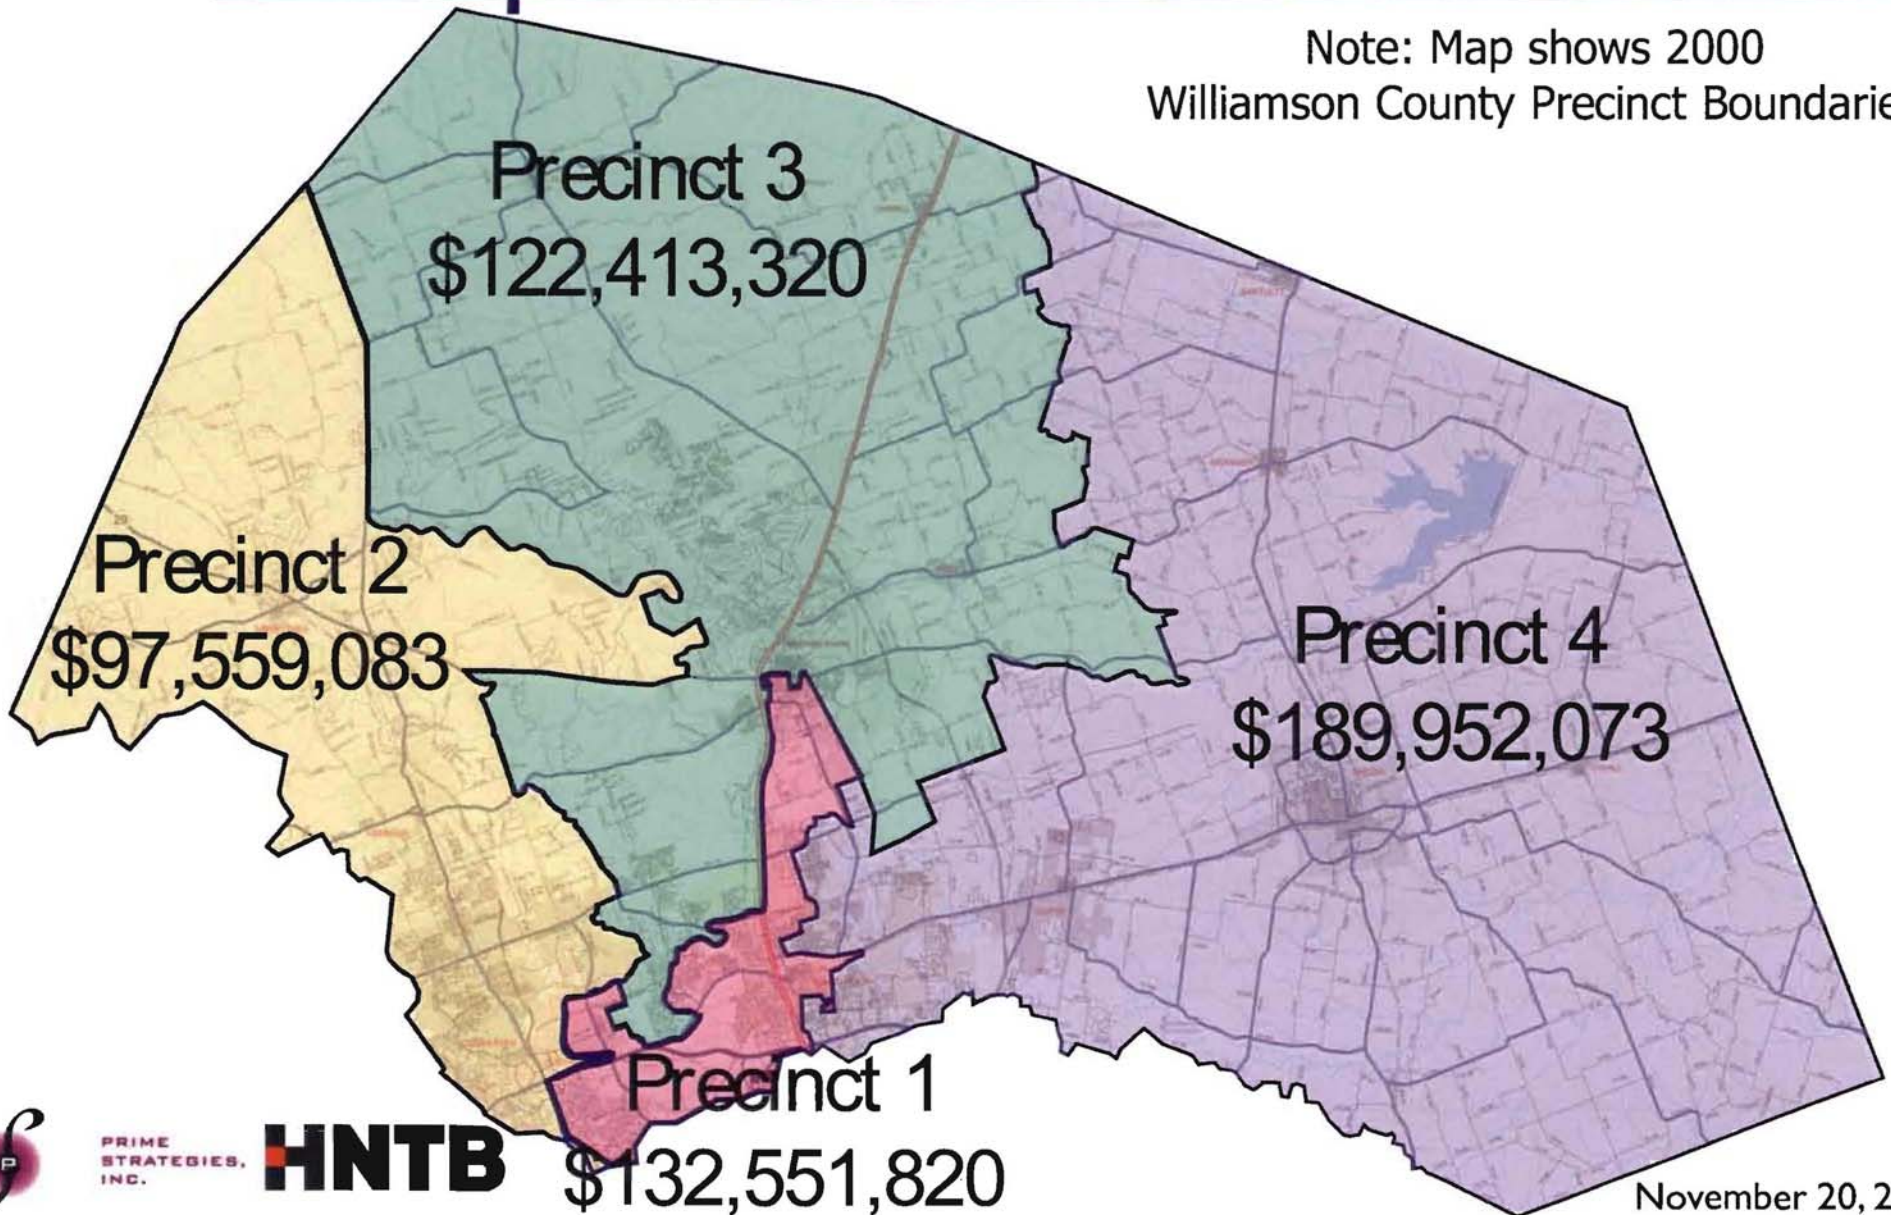 Note: Map shows 2000
Williamson County Precinct Boundarie
Precinct 3
$122,413,320
Precinct 2
$97,559,083
Precinct 4
$189,952,073
Precinct 1
$132,551,820
PRIME
STRATEGIES,
INC.
HNTB
November 20, 2